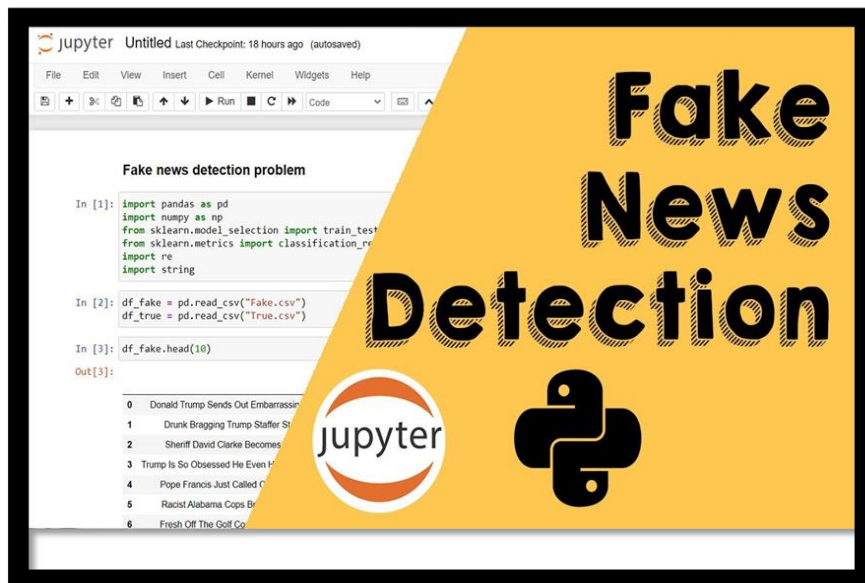 jupyter Untitled Last Checkpoint: 18 hours ago (autosaved)
File Edit View Insert Cell Kernel Widgets Help
Run Code
Fake news detection problem
In [1]: import pandas as pd
import numpy as np
from sklearn.model_selection import train_test
from sklearn.metrics import classification_re
import re
import string
In [2]: df_fake = pd.read_csv("Fake.csv")
df_true = pd.read_csv("True.csv")
In [3]: df_fake.head(10)
Out[3]:
0 Donald Trump Sends Out Embarrassin
1 Drunk Bragging Trump Staffer St
2 Sheriff David Clarke Becomes
3 Trump Is So Obsessed He Even H
4 Pope Francis Just Called
5 Racist Alabama Cops Br
6 Fresh Off The Golf Co
Fake
News
Detection
jupyter